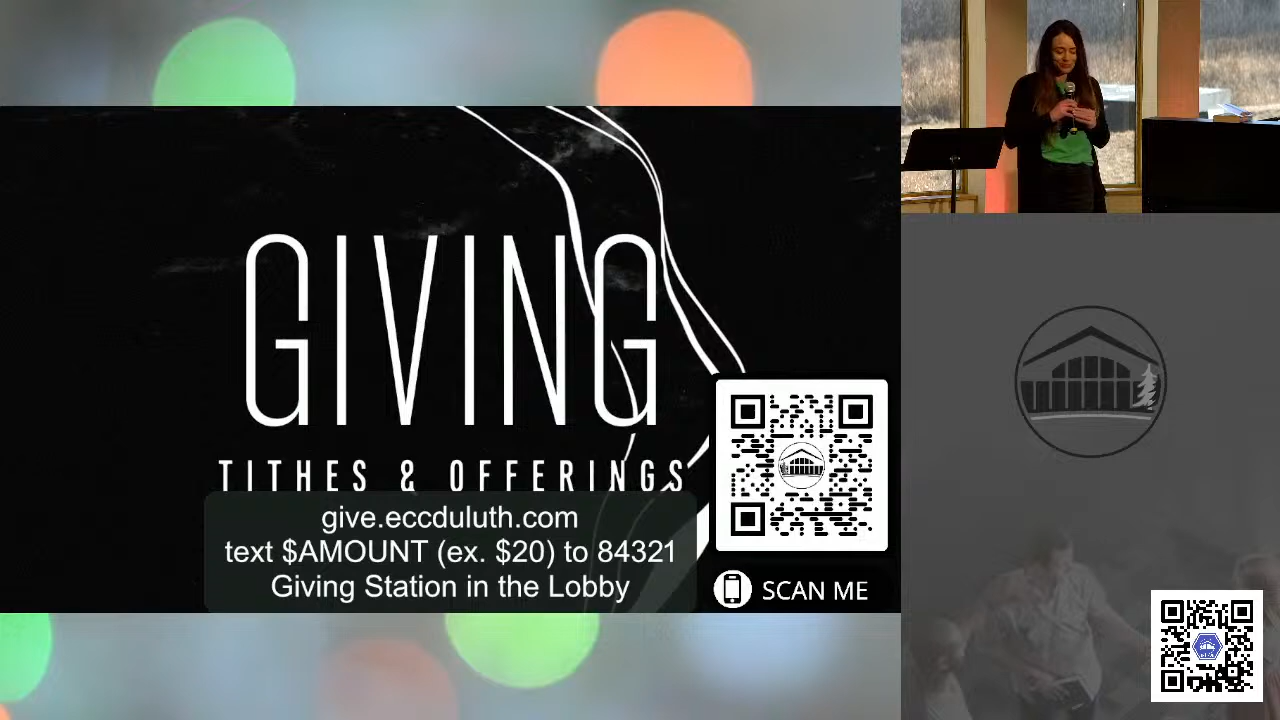 GIVING
TITHES & OFFERINGS
give.eccduluth.com
text $AMOUNT (ex. $20) to 84321
Giving Station in the Lobby
SCAN ME